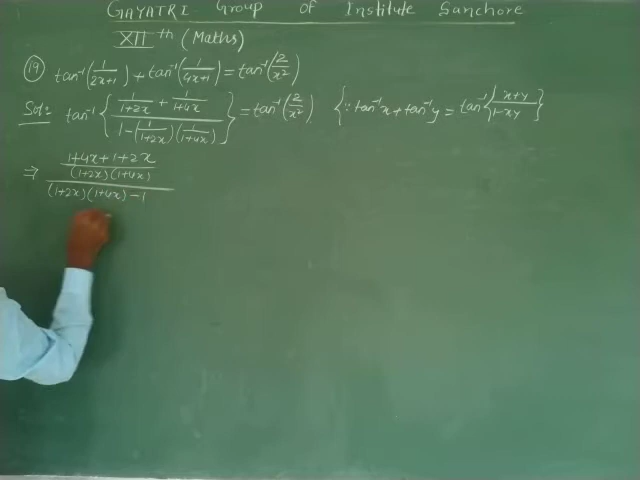 GAYATRI Group of Institute Sanchore
XII th (Maths)
19 tan⁻¹(1/(2x+1)) + tan⁻¹(1/(4x+1)) = tan⁻¹(2/x²)
Sol:- tan⁻¹{(1/(1+2x) + 1/(1+4x))/(1-(1/(1+2x))(1/(1+4x)))} = tan⁻¹(2/x²) {∵ tan⁻¹x + tan⁻¹y = tan⁻¹{(x+y)/(1-xy)}}
⇒ ((1+4x+1+2x)/((1+2x)(1+4x)))/((1+2x)(1+4x)-1)